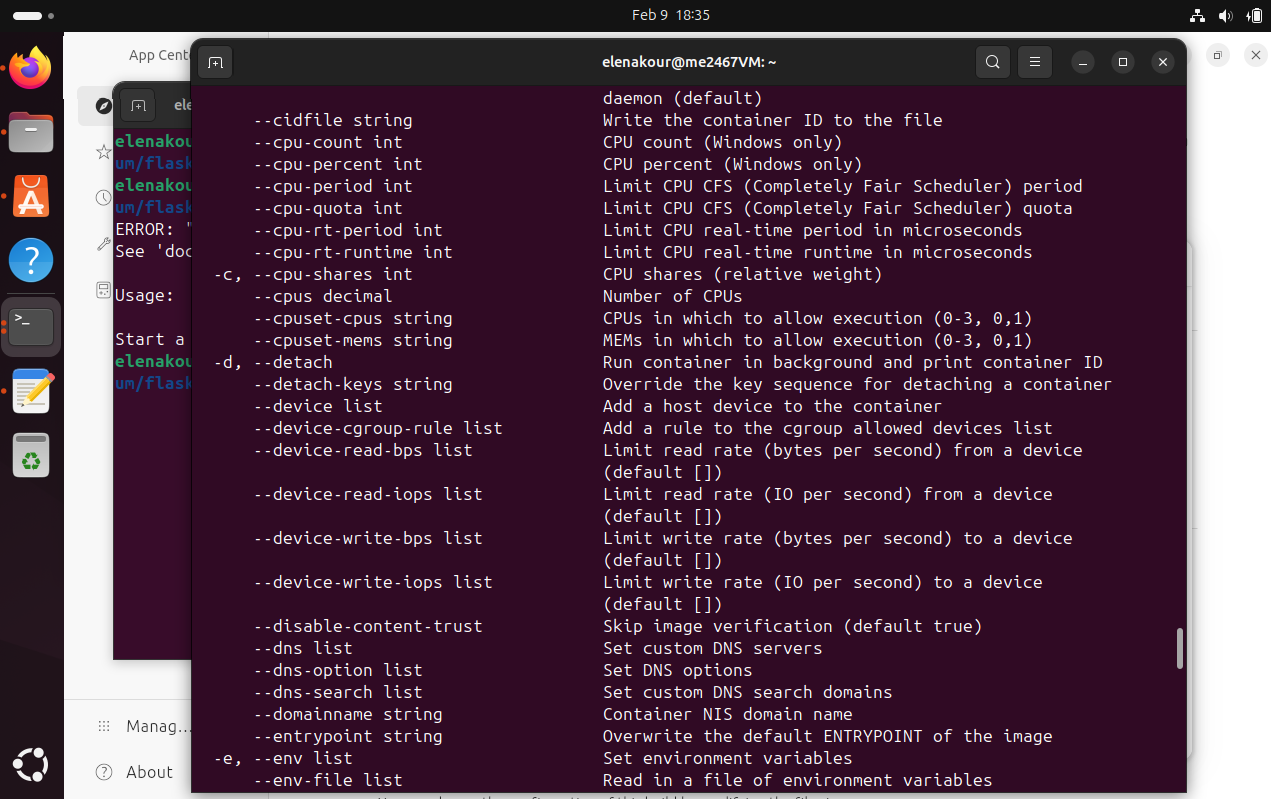 Feb 9 18:35
App Cent
elenakour@me2467VM: ~
ele
daemon (default)
--cidfile string Write the container ID to the file
--cpu-count int CPU count (Windows only)
--cpu-percent int CPU percent (Windows only)
--cpu-period int Limit CPU CFS (Completely Fair Scheduler) period
--cpu-quota int Limit CPU CFS (Completely Fair Scheduler) quota
--cpu-rt-period int Limit CPU real-time period in microseconds
--cpu-rt-runtime int Limit CPU real-time runtime in microseconds
-c, --cpu-shares int CPU shares (relative weight)
--cpus decimal Number of CPUs
--cpuset-cpus string CPUs in which to allow execution (0-3, 0,1)
--cpuset-mems string MEMs in which to allow execution (0-3, 0,1)
-d, --detach Run container in background and print container ID
--detach-keys string Override the key sequence for detaching a container
--device list Add a host device to the container
--device-cgroup-rule list Add a rule to the cgroup allowed devices list
--device-read-bps list Limit read rate (bytes per second) from a device
(default [])
--device-read-iops list Limit read rate (IO per second) from a device
(default [])
--device-write-bps list Limit write rate (bytes per second) to a device
(default [])
--device-write-iops list Limit write rate (IO per second) to a device
(default [])
--disable-content-trust Skip image verification (default true)
--dns list Set custom DNS servers
--dns-option list Set DNS options
--dns-search list Set custom DNS search domains
--domainname string Container NIS domain name
--entrypoint string Overwrite the default ENTRYPOINT of the image
-e, --env list Set environment variables
--env-file list Read in a file of environment variables
elenakou
um/flask
elenakou
um/flask
ERROR: "
See 'doc
Usage:
Start a
elenakou
um/flask
Manag...
About